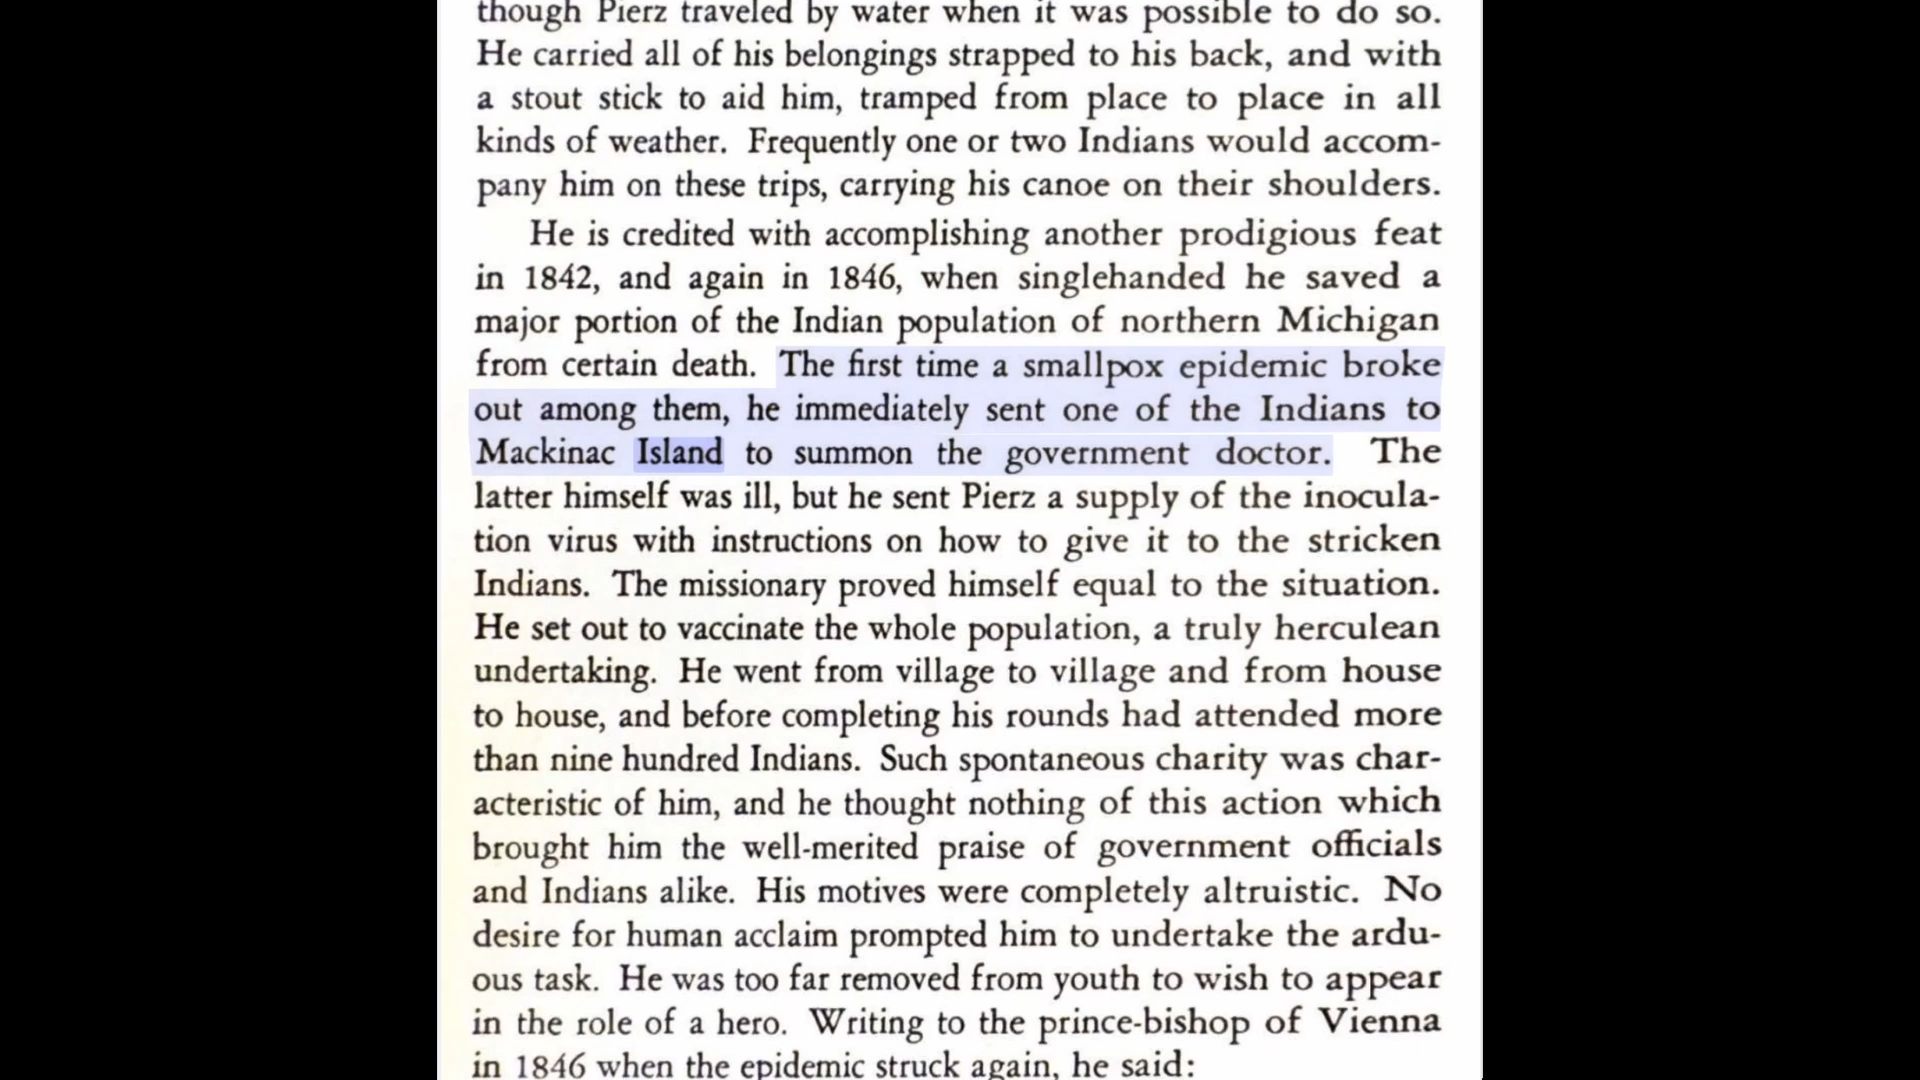 though Pierz traveled by water when it was possible to do so.
He carried all of his belongings strapped to his back, and with
a stout stick to aid him, tramped from place to place in all
kinds of weather. Frequently one or two Indians would accom-
pany him on these trips, carrying his canoe on their shoulders.
He is credited with accomplishing another prodigious feat
in 1842, and again in 1846, when singlehanded he saved a
major portion of the Indian population of northern Michigan
from certain death. The first time a smallpox epidemic broke
out among them, he immediately sent one of the Indians to
Mackinac Island to summon the government doctor. The
latter himself was ill, but he sent Pierz a supply of the inocula-
tion virus with instructions on how to give it to the stricken
Indians. The missionary proved himself equal to the situation.
He set out to vaccinate the whole population, a truly herculean
undertaking. He went from village to village and from house
to house, and before completing his rounds had attended more
than nine hundred Indians. Such spontaneous charity was char-
acteristic of him, and he thought nothing of this action which
brought him the well-merited praise of government officials
and Indians alike. His motives were completely altruistic. No
desire for human acclaim prompted him to undertake the ardu-
ous task. He was too far removed from youth to wish to appear
in the role of a hero. Writing to the prince-bishop of Vienna
in 1846 when the epidemic struck again, he said: